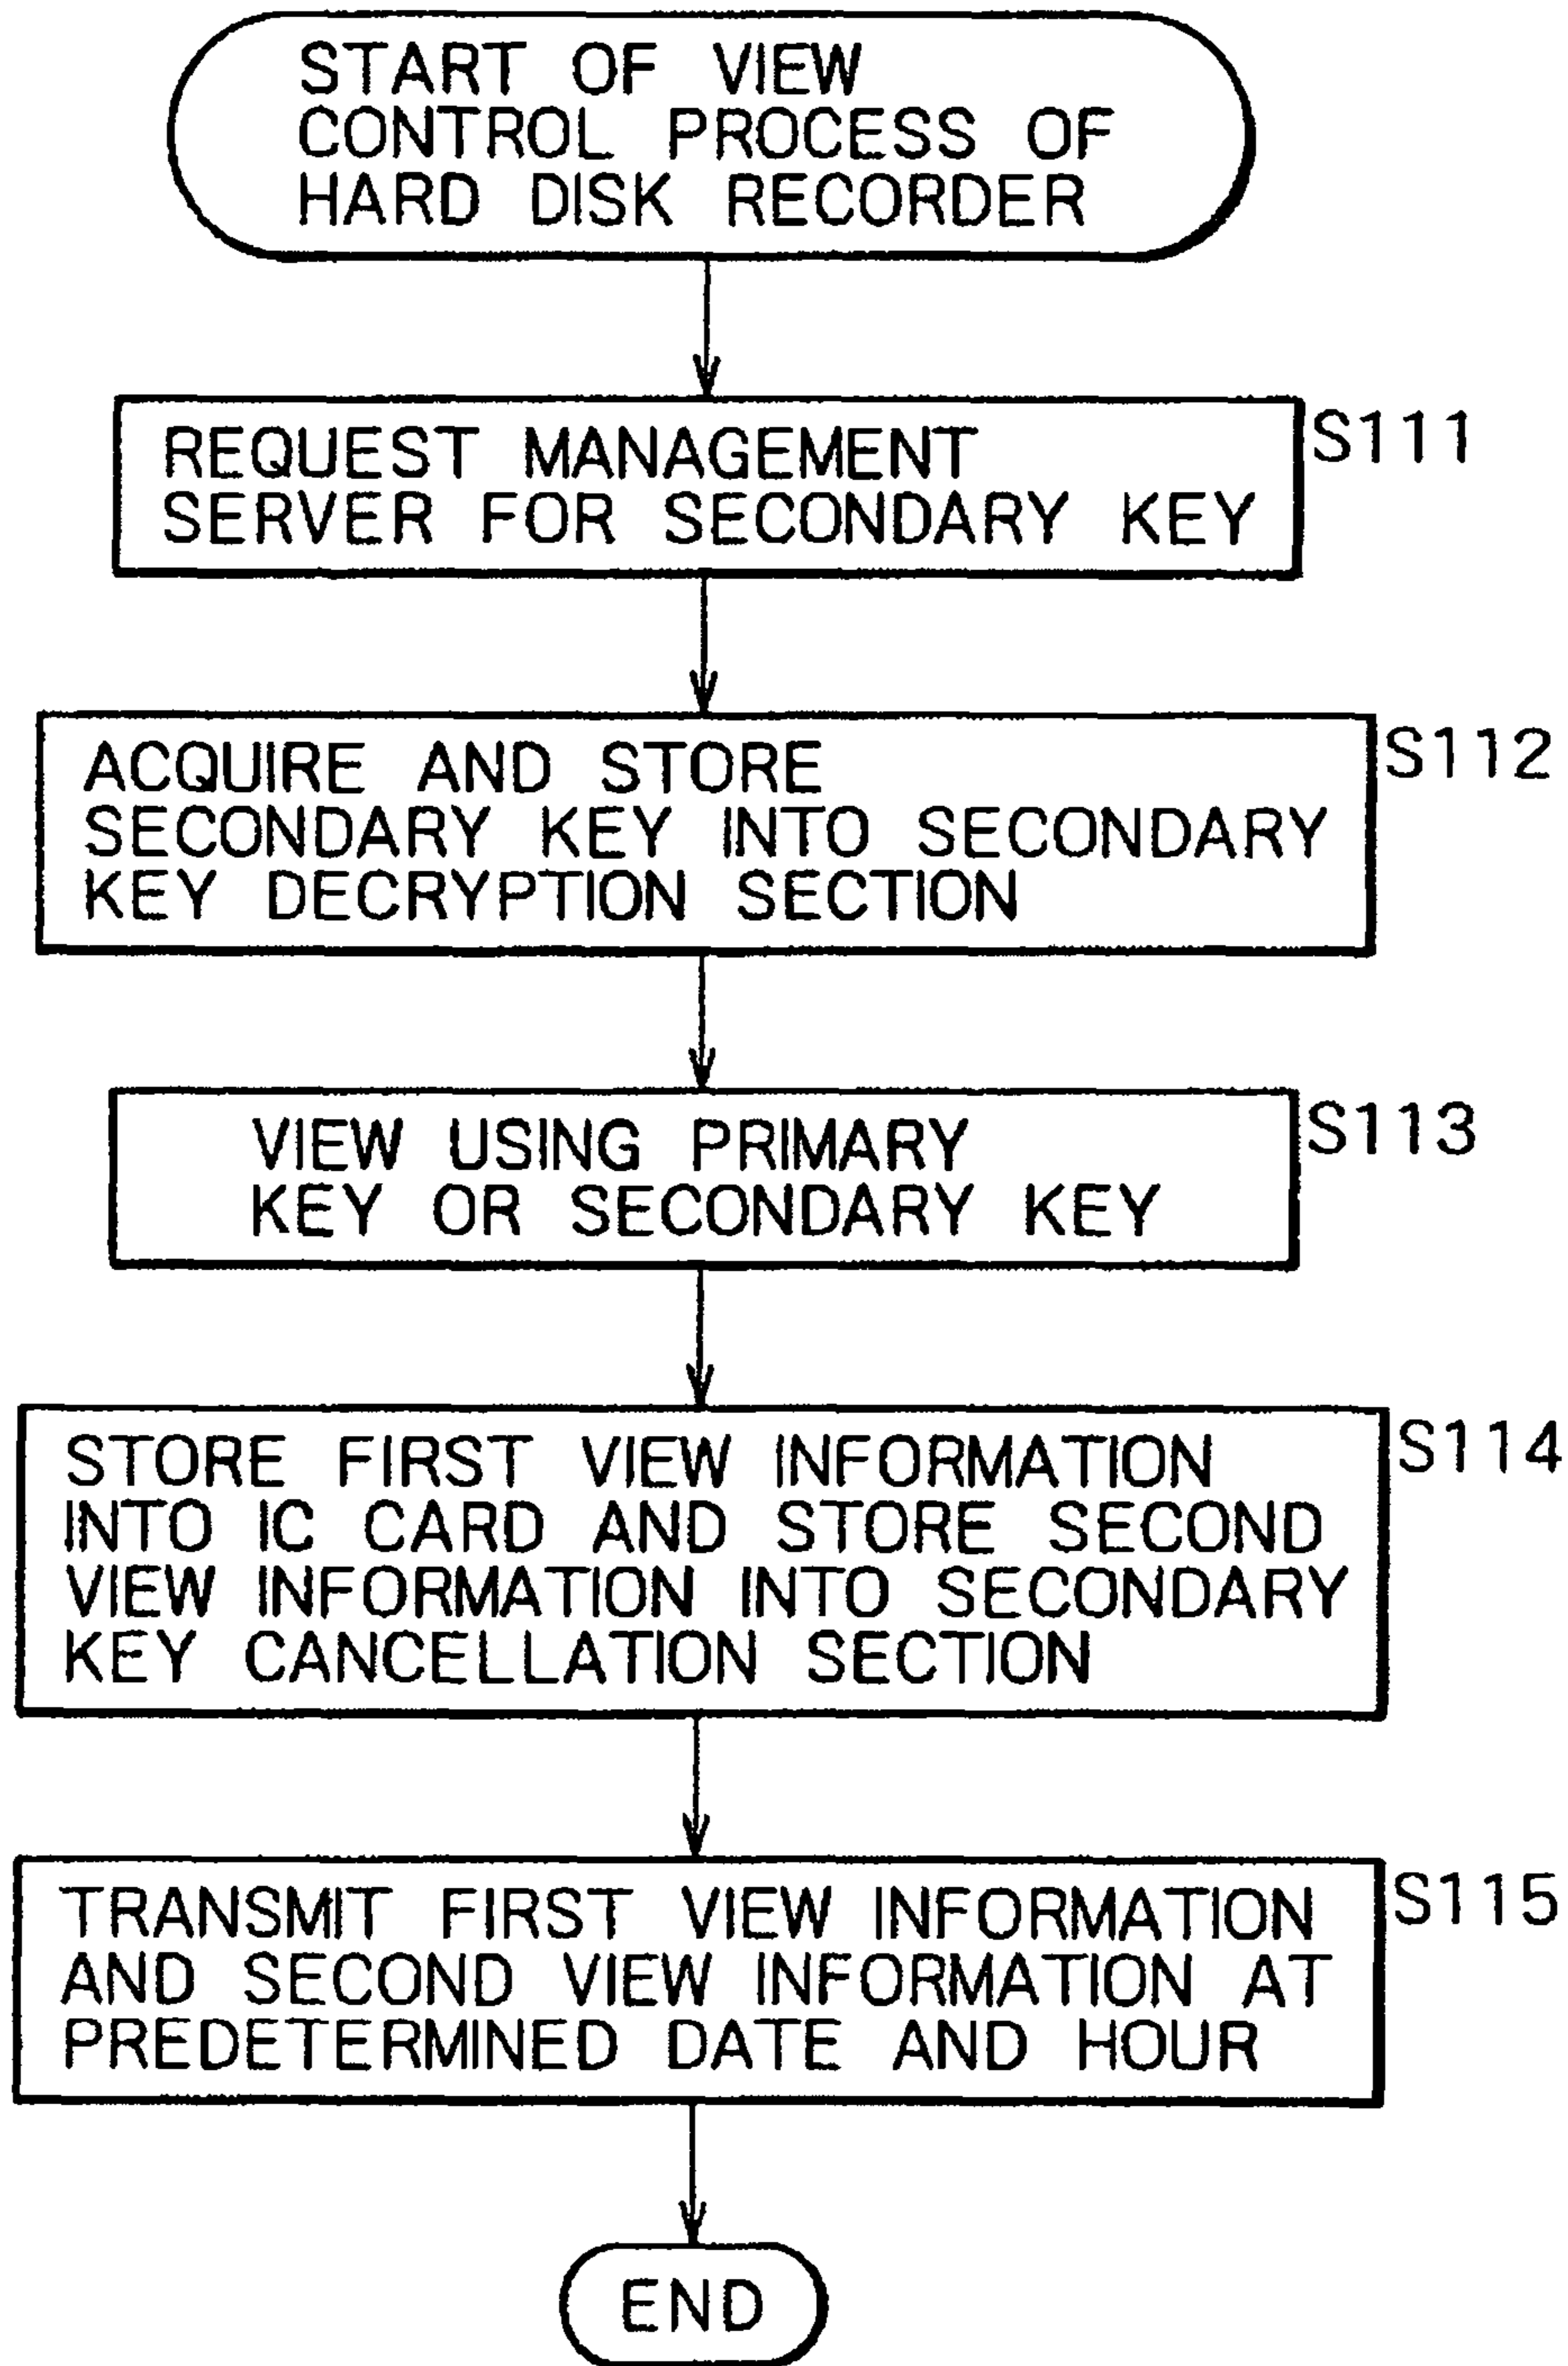 START OF VIEW
CONTROL PROCESS OF
HARD DISK RECORDER
REQUEST MANAGEMENT
SERVER FOR SECONDARY KEY
S111
ACQUIRE AND STORE
SECONDARY KEY INTO SECONDARY
KEY DECRYPTION SECTION
S112
VIEW USING PRIMARY
KEY OR SECONDARY KEY
S113
STORE FIRST VIEW INFORMATION
INTO IC CARD AND STORE SECOND
VIEW INFORMATION INTO SECONDARY
KEY CANCELLATION SECTION
S114
TRANSMIT FIRST VIEW INFORMATION
AND SECOND VIEW INFORMATION AT
PREDETERMINED DATE AND HOUR
S115
END